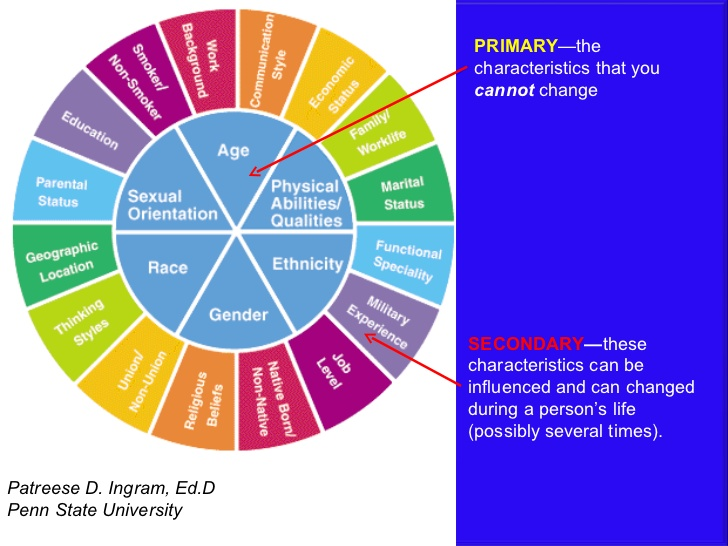 PRIMARY—the
characteristics that you
cannot change
SECONDARY—these
characteristics can be
influenced and can changed
during a person's life
(possibly several times).
Age
Physical
Abilities/
Qualities
Ethnicity
Gender
Race
Sexual
Orientation
Communication
Style
Economic
Status
Family/
Worklife
Marital
Status
Functional
Speciality
Military
Experience
Job
Level
Native Born/
Non-Native
Religious
Beliefs
Union/
Non-Union
Thinking
Styles
Geographic
Location
Parental
Status
Education
Smoker/
Non-Smoker
Work
Background
Patreese D. Ingram, Ed.D
Penn State University